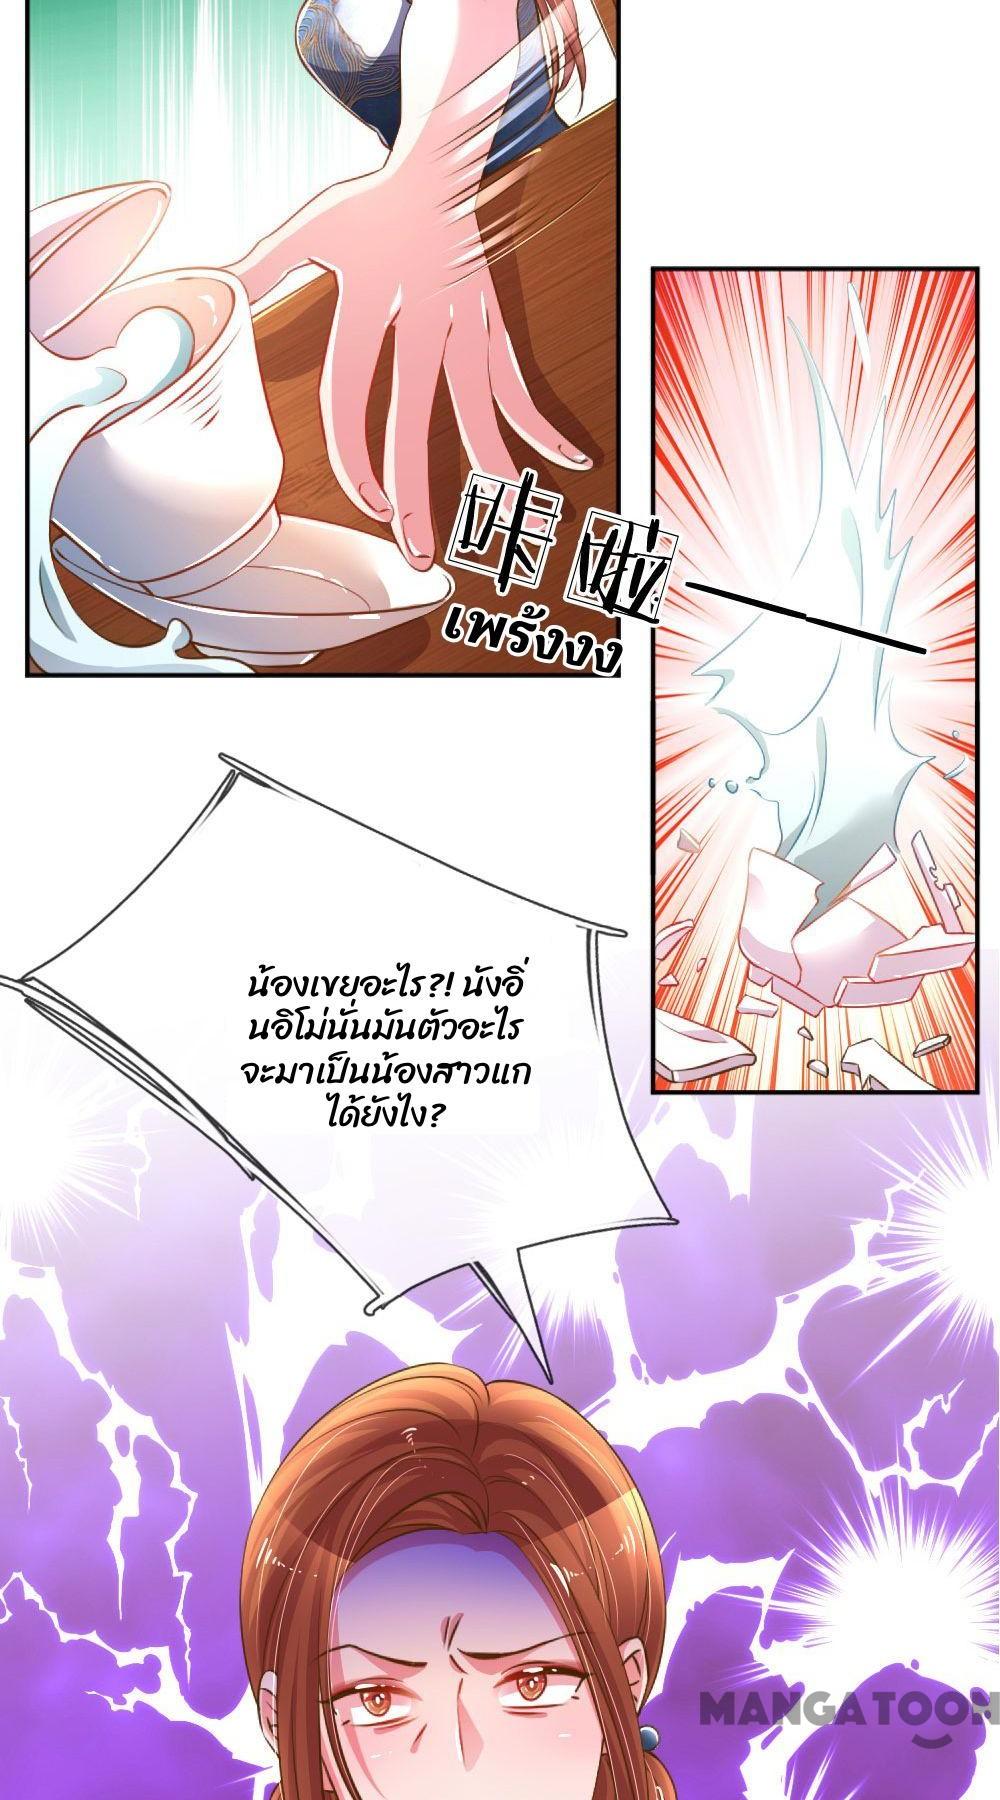 咔啦
เพร้งงง
น้องเขยอะไร?! นังอิ่
นอิโม่นั่นมันตัวอะไร
จะมาเป็นน้องสาวแก
ได้ยังไง?
MANGATOON